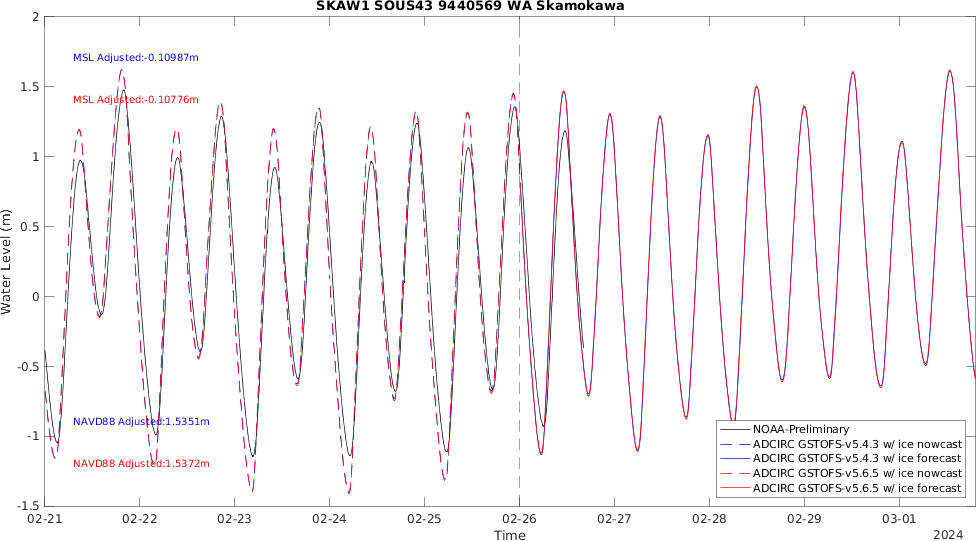 SKAW1 SOUS43 9440569 WA Skamokawa
2
1.5
1
0.5
0
-0.5
-1
-1.5
Water Level (m)
MSL Adjusted:-0.10987m
MSL Adjusted:-0.10776m
NAVD88 Adjusted:1.5351m
NAVD88 Adjusted:1.5372m
NOAA-Preliminary
ADCIRC GSTOFS-v5.4.3 w/ ice nowcast
ADCIRC GSTOFS-v5.4.3 w/ ice forecast
ADCIRC GSTOFS-v5.6.5 w/ ice nowcast
ADCIRC GSTOFS-v5.6.5 w/ ice forecast
02-21 02-22 02-23 02-24 02-25 02-26 02-27 02-28 02-29 03-01
Time
2024